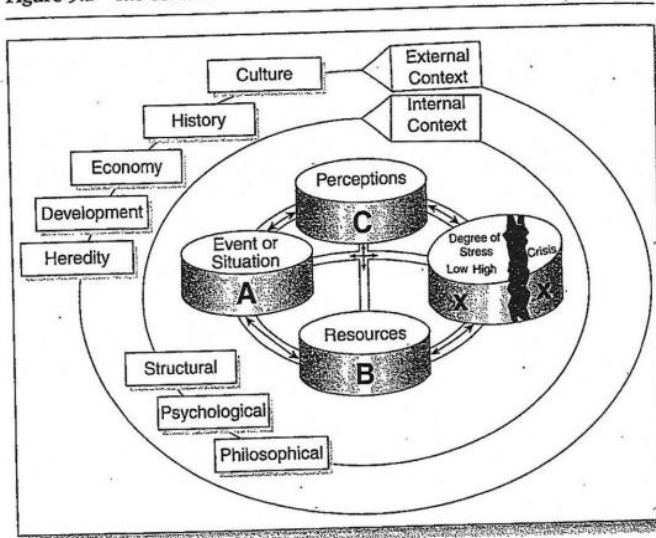 Culture
External
Context
History
Internal
Context
Economy
Perceptions
C
Development
Event or
Situation
A
Degree of
Stress
Low High
Crisis
X
X
Heredity
Resources
B
Structural
Psychological
Philosophical